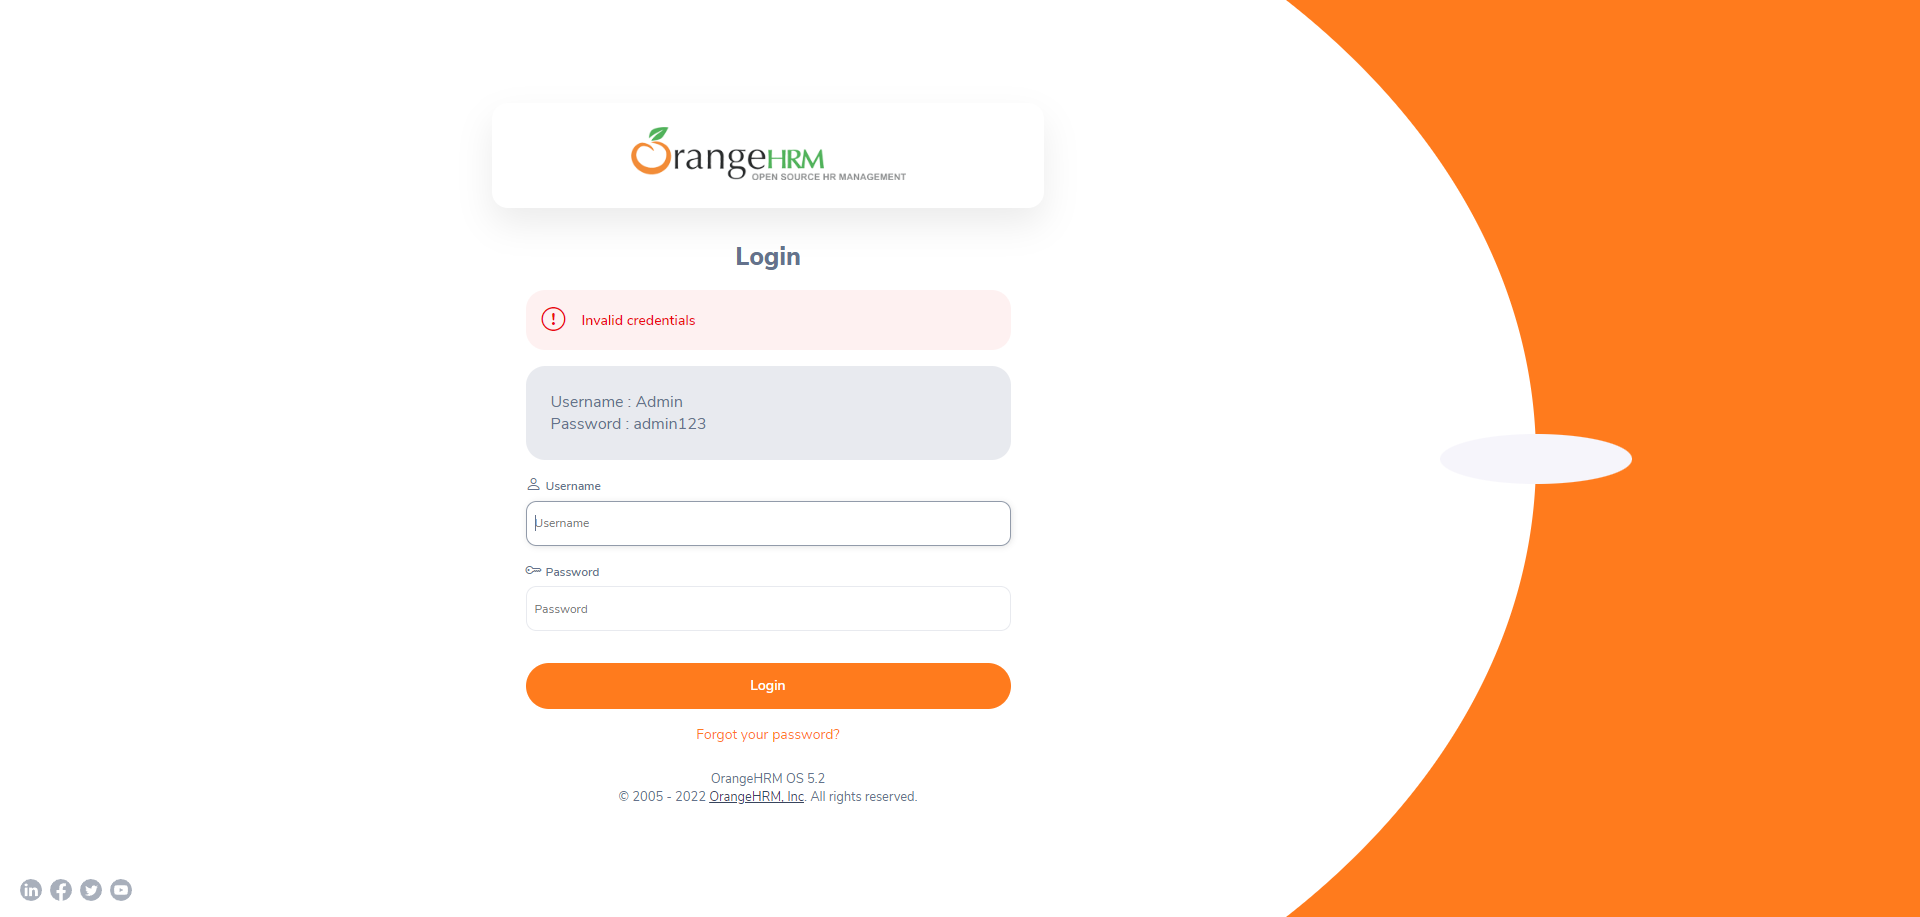 OrangeHRM
OPEN SOURCE HR MANAGEMENT
Login
Invalid credentials
Username : Admin
Password : admin123
Username
Username
Password
Password
Login
Forgot your password?
OrangeHRM OS 5.2
© 2005 - 2022 OrangeHRM, Inc. All rights reserved.